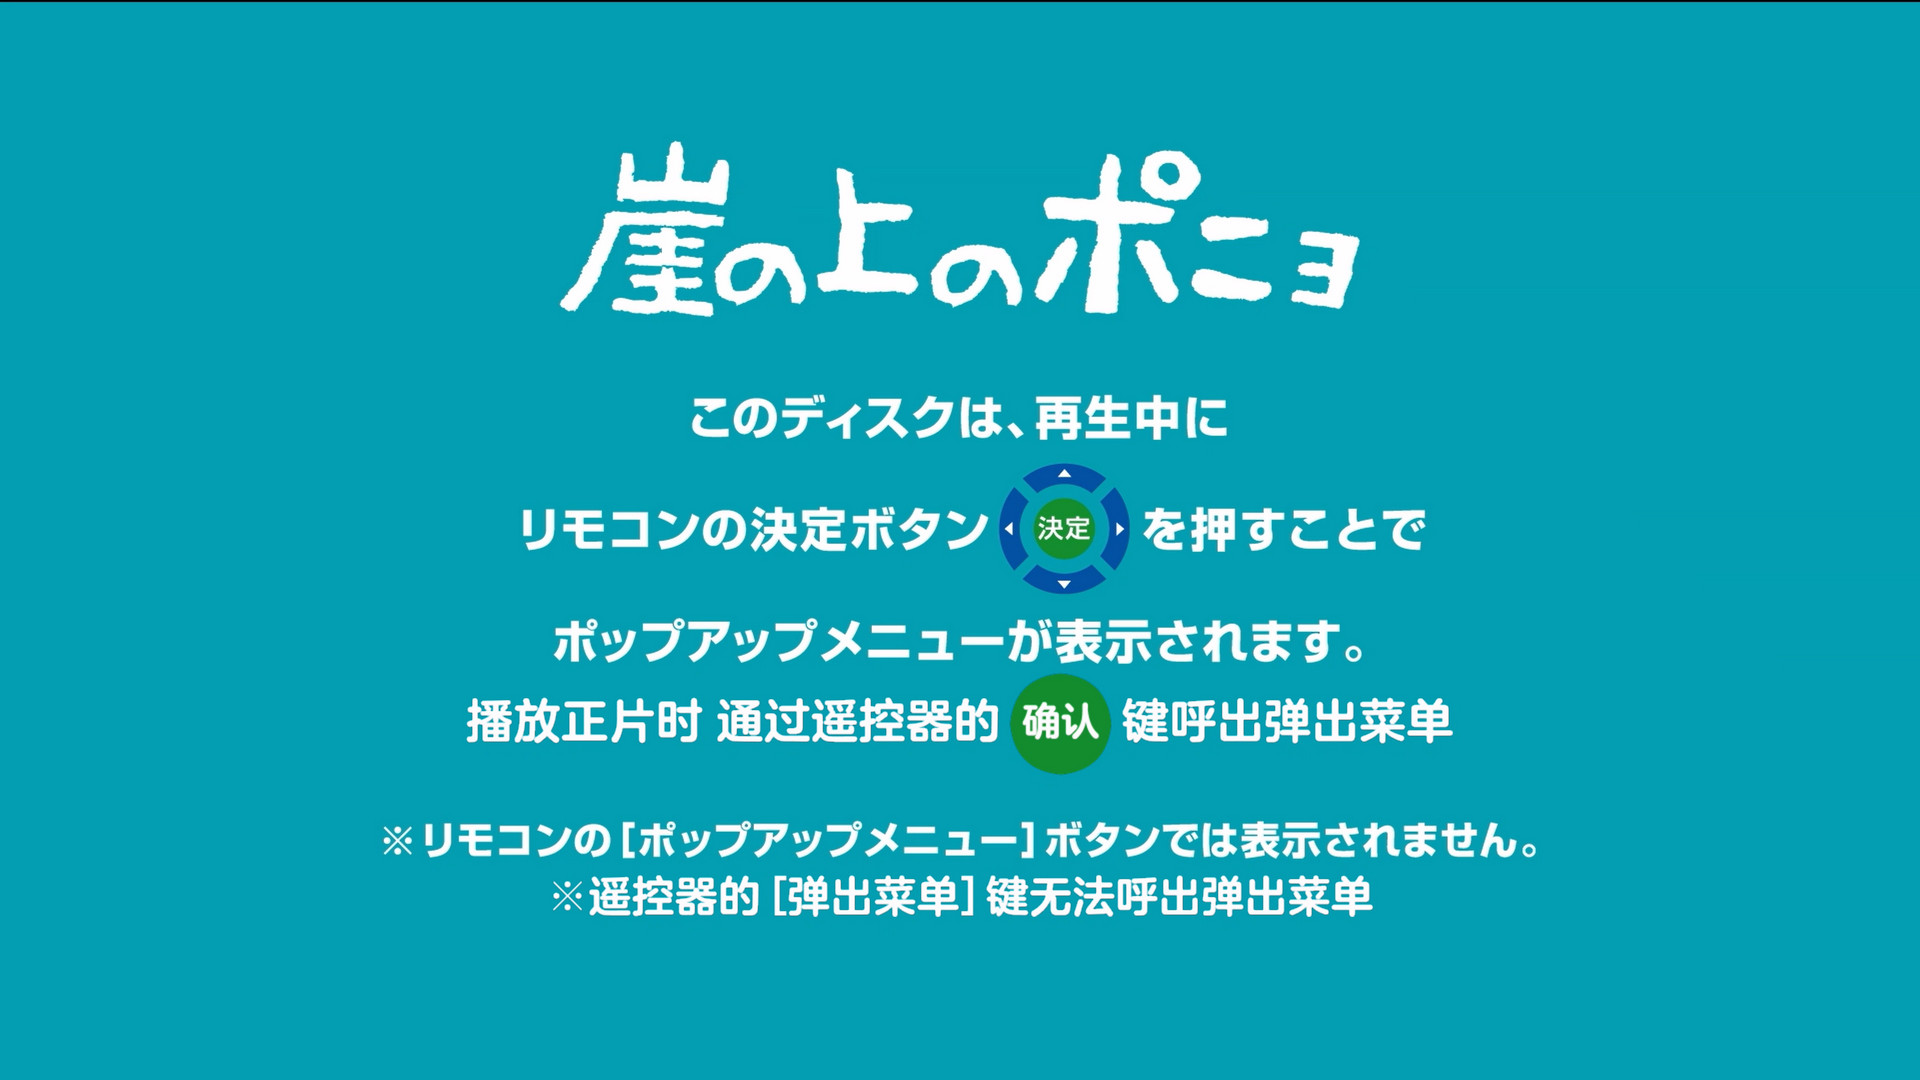 崖の上のポニョ
このディスクは、再生中に
リモコンの決定ボタン 決定 を押すことで
ポップアップメニューが表示されます。
播放正片时 通过遥控器的 确认 键呼出弹出菜单
※リモコンの[ポップアップメニュー]ボタンでは表示されません。
※遥控器的[弹出菜单]键无法呼出弹出菜单